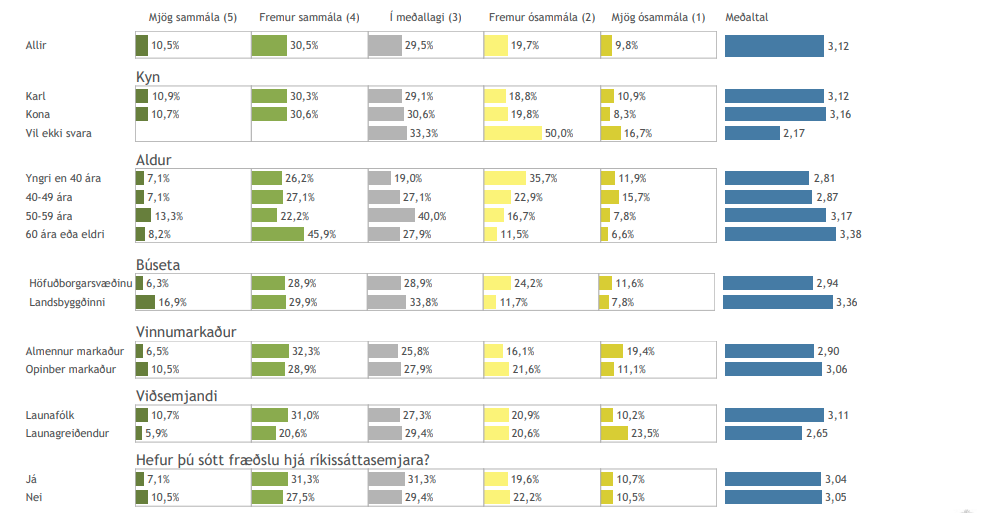 Mjög sammála (5) Fremur sammála (4) Í meðallagi (3) Fremur ósammála (2) Mjög ósammála (1) Meðaltal
Allir 10,5% 30,5% 29,5% 19,7% 9,8% 3,12
Kyn
Karl 10,9% 30,3% 29,1% 18,8% 10,9% 3,12
Kona 10,7% 30,6% 30,6% 19,8% 8,3% 3,16
Vil ekki svara 33,3% 50,0% 16,7% 2,17
Aldur
Yngri en 40 ára 7,1% 26,2% 19,0% 35,7% 11,9% 2,81
40-49 ára 7,1% 27,1% 27,1% 22,9% 15,7% 2,87
50-59 ára 13,3% 22,2% 40,0% 16,7% 7,8% 3,17
60 ára eða eldri 8,2% 45,9% 27,9% 11,5% 6,6% 3,38
Búseta
Höfuðborgarsvæðinu 6,3% 28,9% 28,9% 24,2% 11,6% 2,94
Landsbyggðinni 16,9% 29,9% 33,8% 11,7% 7,8% 3,36
Vinnumarkaður
Almennur markaður 6,5% 32,3% 25,8% 16,1% 19,4% 2,90
Opinber markaður 10,5% 28,9% 27,9% 21,6% 11,1% 3,06
Viðsemjandi
Launafólk 10,7% 31,0% 27,3% 20,9% 10,2% 3,11
Launagreiðendur 5,9% 20,6% 29,4% 20,6% 23,5% 2,65
Hefur þú sótt fræðslu hjá ríkissáttasemjara?
Já 7,1% 31,3% 31,3% 19,6% 10,7% 3,04
Nei 10,5% 27,5% 29,4% 22,2% 10,5% 3,05